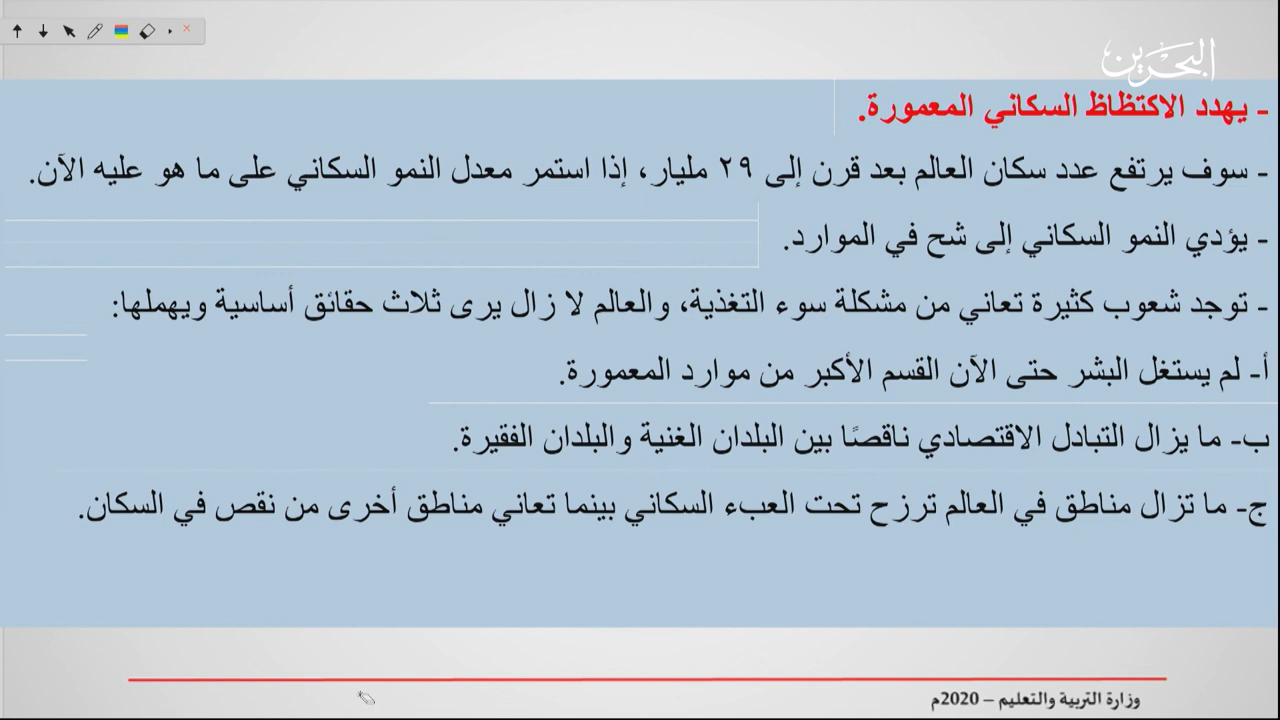 البحرين
- يهدد الاكتظاظ السكاني المعمورة.
- سوف يرتفع عدد سكان العالم بعد قرن إلى ٢٩ مليار، إذا استمر معدل النمو السكاني على ما هو عليه الآن.
- يؤدي النمو السكاني إلى شح في الموارد.
- توجد شعوب كثيرة تعاني من مشكلة سوء التغذية، والعالم لا زال يرى ثلاث حقائق أساسية ويهملها:
أ- لم يستغل البشر حتى الآن القسم الأكبر من موارد المعمورة.
ب- ما يزال التبادل الاقتصادي ناقصًا بين البلدان الغنية والبلدان الفقيرة.
ج- ما تزال مناطق في العالم ترزح تحت العبء السكاني بينما تعاني مناطق أخرى من نقص في السكان.
وزارة التربية والتعليم – 2020م